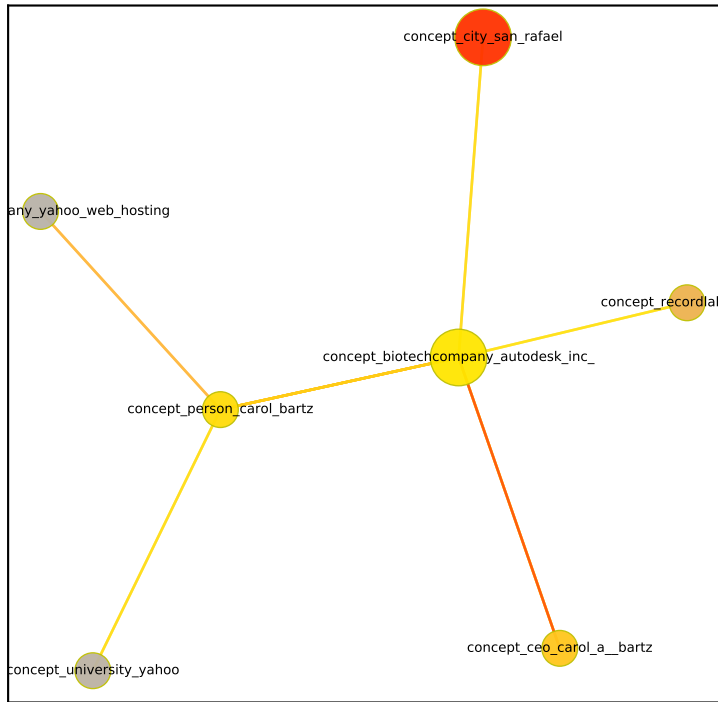 concept_city_san_rafael
any_yahoo_web_hosting
concept_recordlal
concept_biotechcompany_autodesk_inc_
concept_person_carol_bartz
concept_ceo_carol_a__bartz
concept_university_yahoo